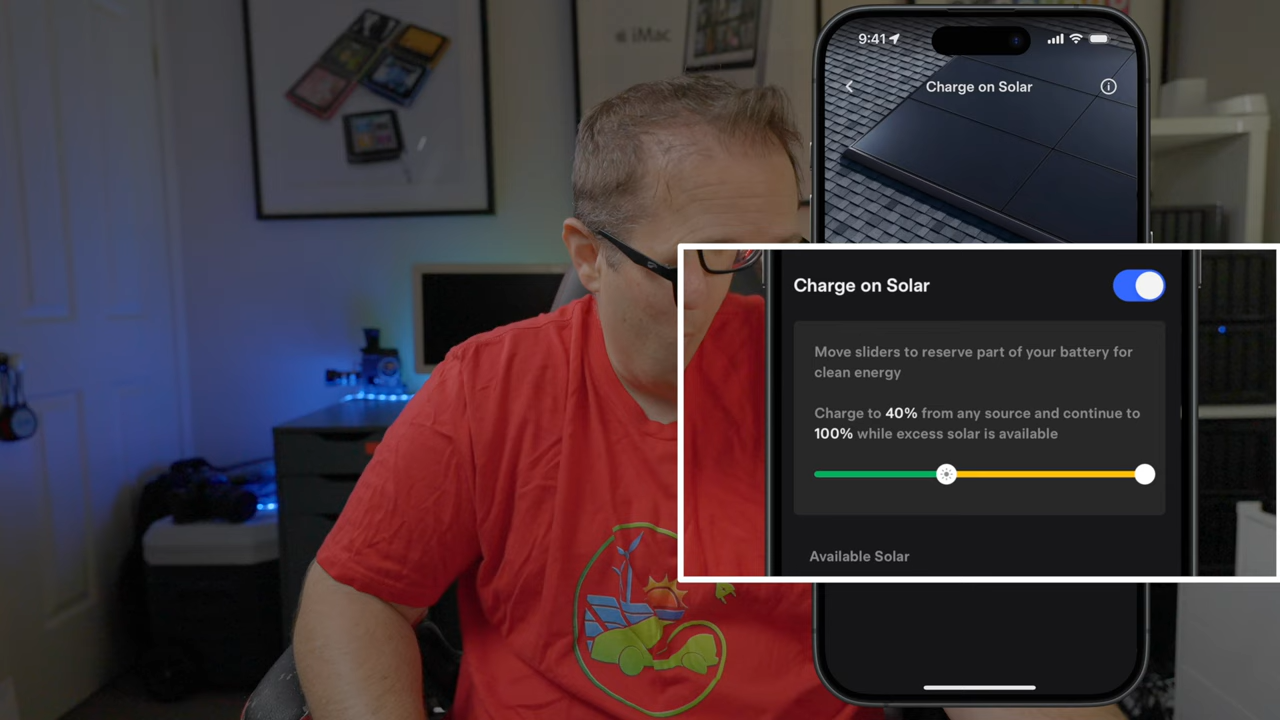 iMac
9:41
Charge on Solar
Charge on Solar
Move sliders to reserve part of your battery for
clean energy
Charge to 40% from any source and continue to
100% while excess solar is available
Available Solar